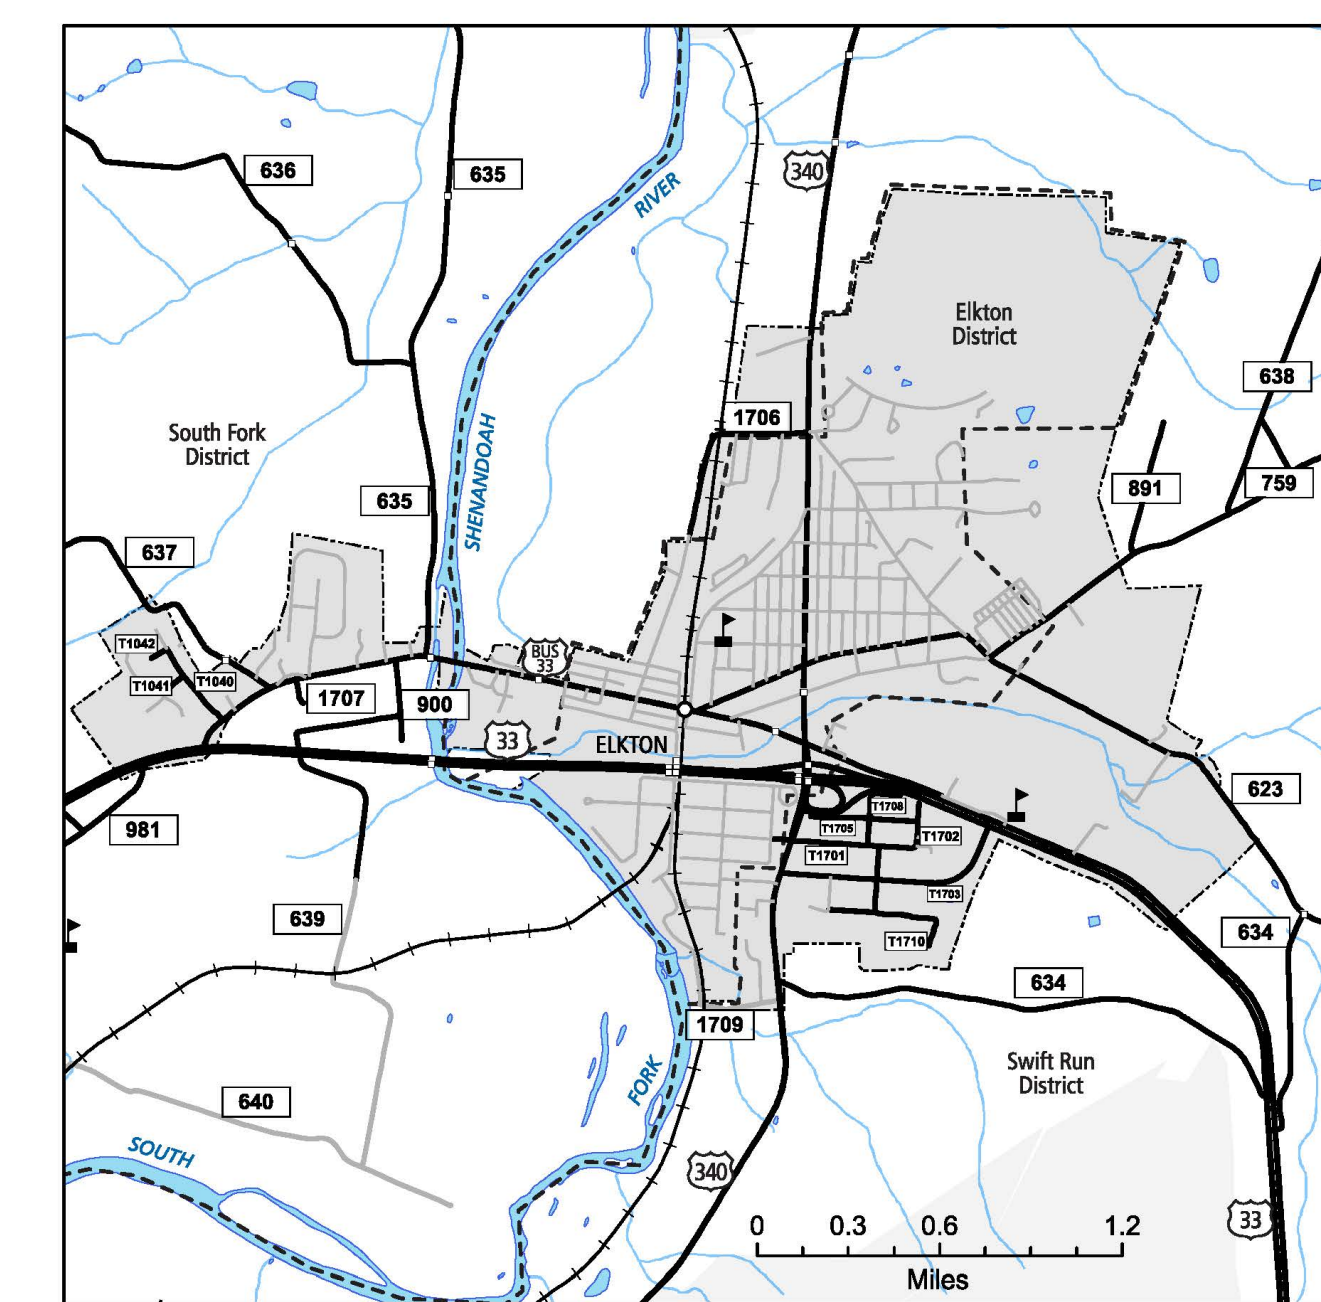 636
635
340
RIVER
Elkton
District
638
1706
South Fork
District
SHENANDOAH
635
891
759
637
T1042
BUS
33
T1041
T1040
1707
900
33
ELKTON
623
981
T1708
T1705
T1702
T1701
T1703
639
T1710
634
634
1709
Swift Run
District
FORK
640
SOUTH
340
33
0 0.3 0.6 1.2
Miles